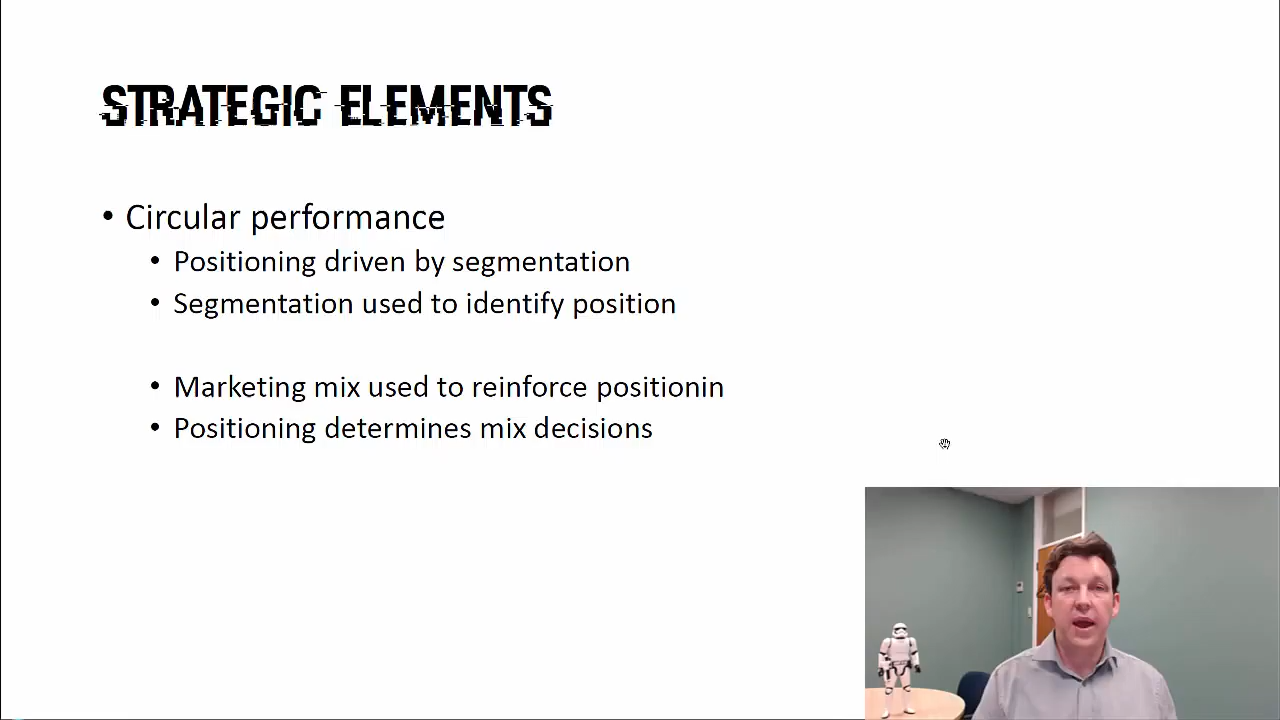 STRATEGIC ELEMENTS
• Circular performance
• Positioning driven by segmentation
• Segmentation used to identify position
• Marketing mix used to reinforce positionin
• Positioning determines mix decisions